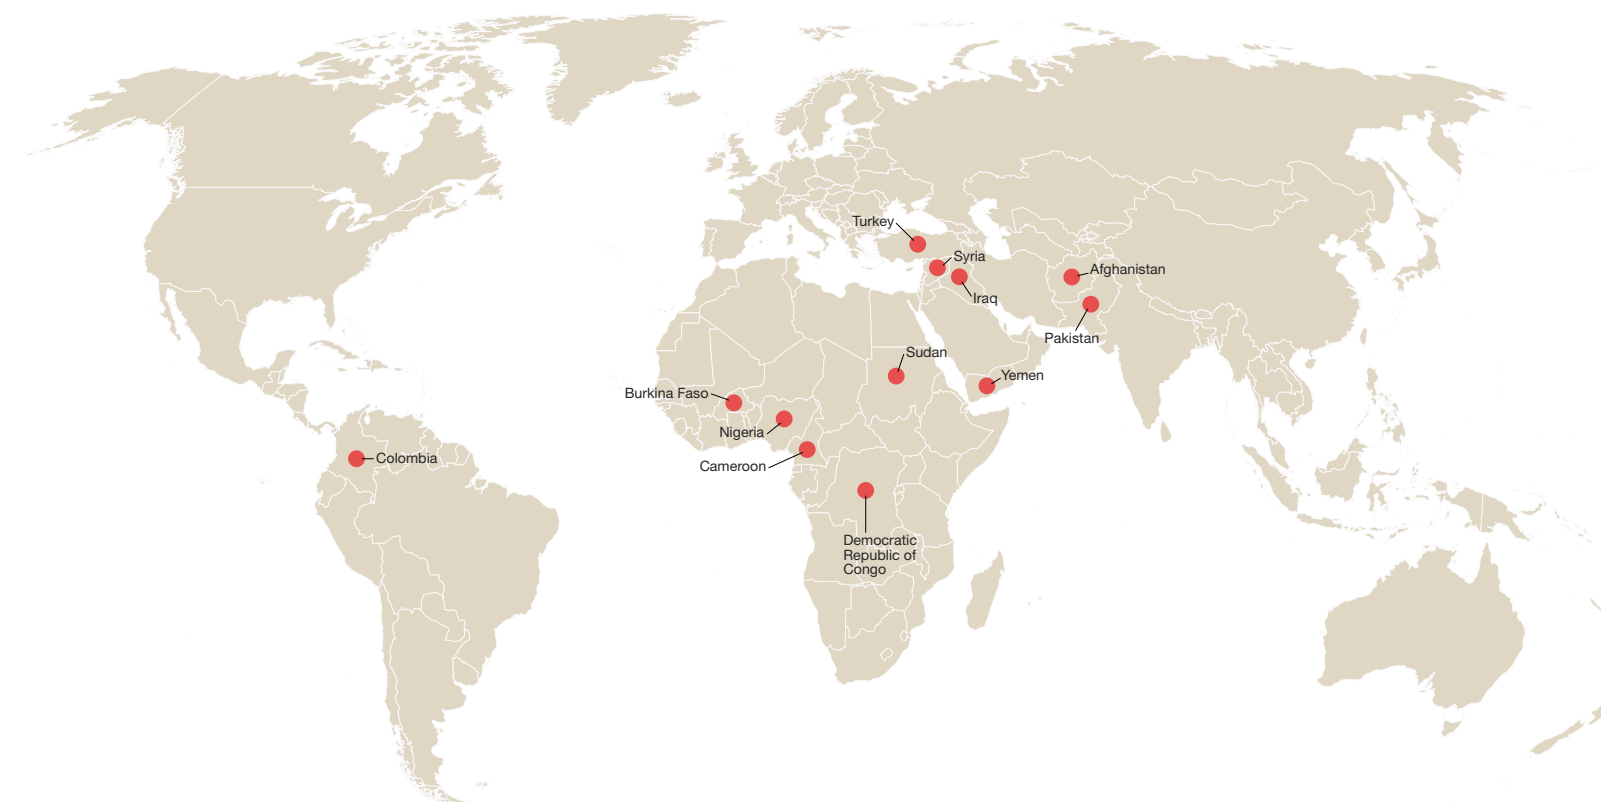 Turkey
Syria
Afghanistan
Iraq
Pakistan
Sudan
Yemen
Burkina Faso
Nigeria
Cameroon
Colombia
Democratic
Republic of
Congo